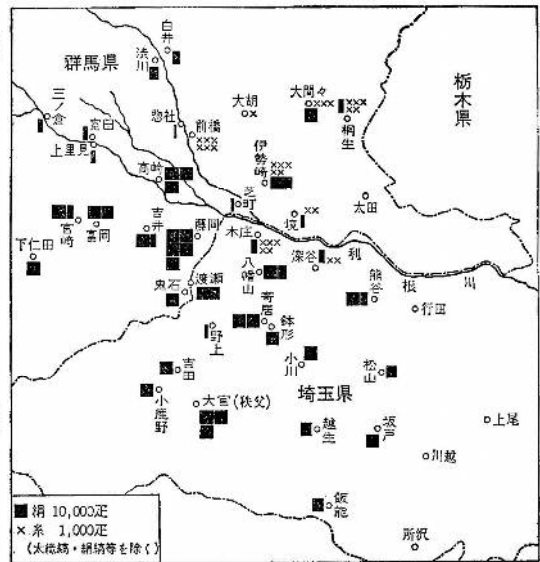 白井
渋川
群馬県
栃木県
三ノ倉
室田
上里見
惣社
前橋
大胡
大間々
桐生
高崎
伊勢崎
芝町
境
太田
宮崎
富岡
吉井
藤岡
本庄
利根川
下仁田
八幡山
深谷
熊谷
行田
鬼石
渡瀬
寄居
鉢形
野上
小川
松山
吉田
小鹿野
大宮(秩父)
埼玉県
越生
坂戸
上尾
川越
飯能
所沢
■絹 10,000疋
×糸 1,000疋
(太織縞・絹縞等を除く)